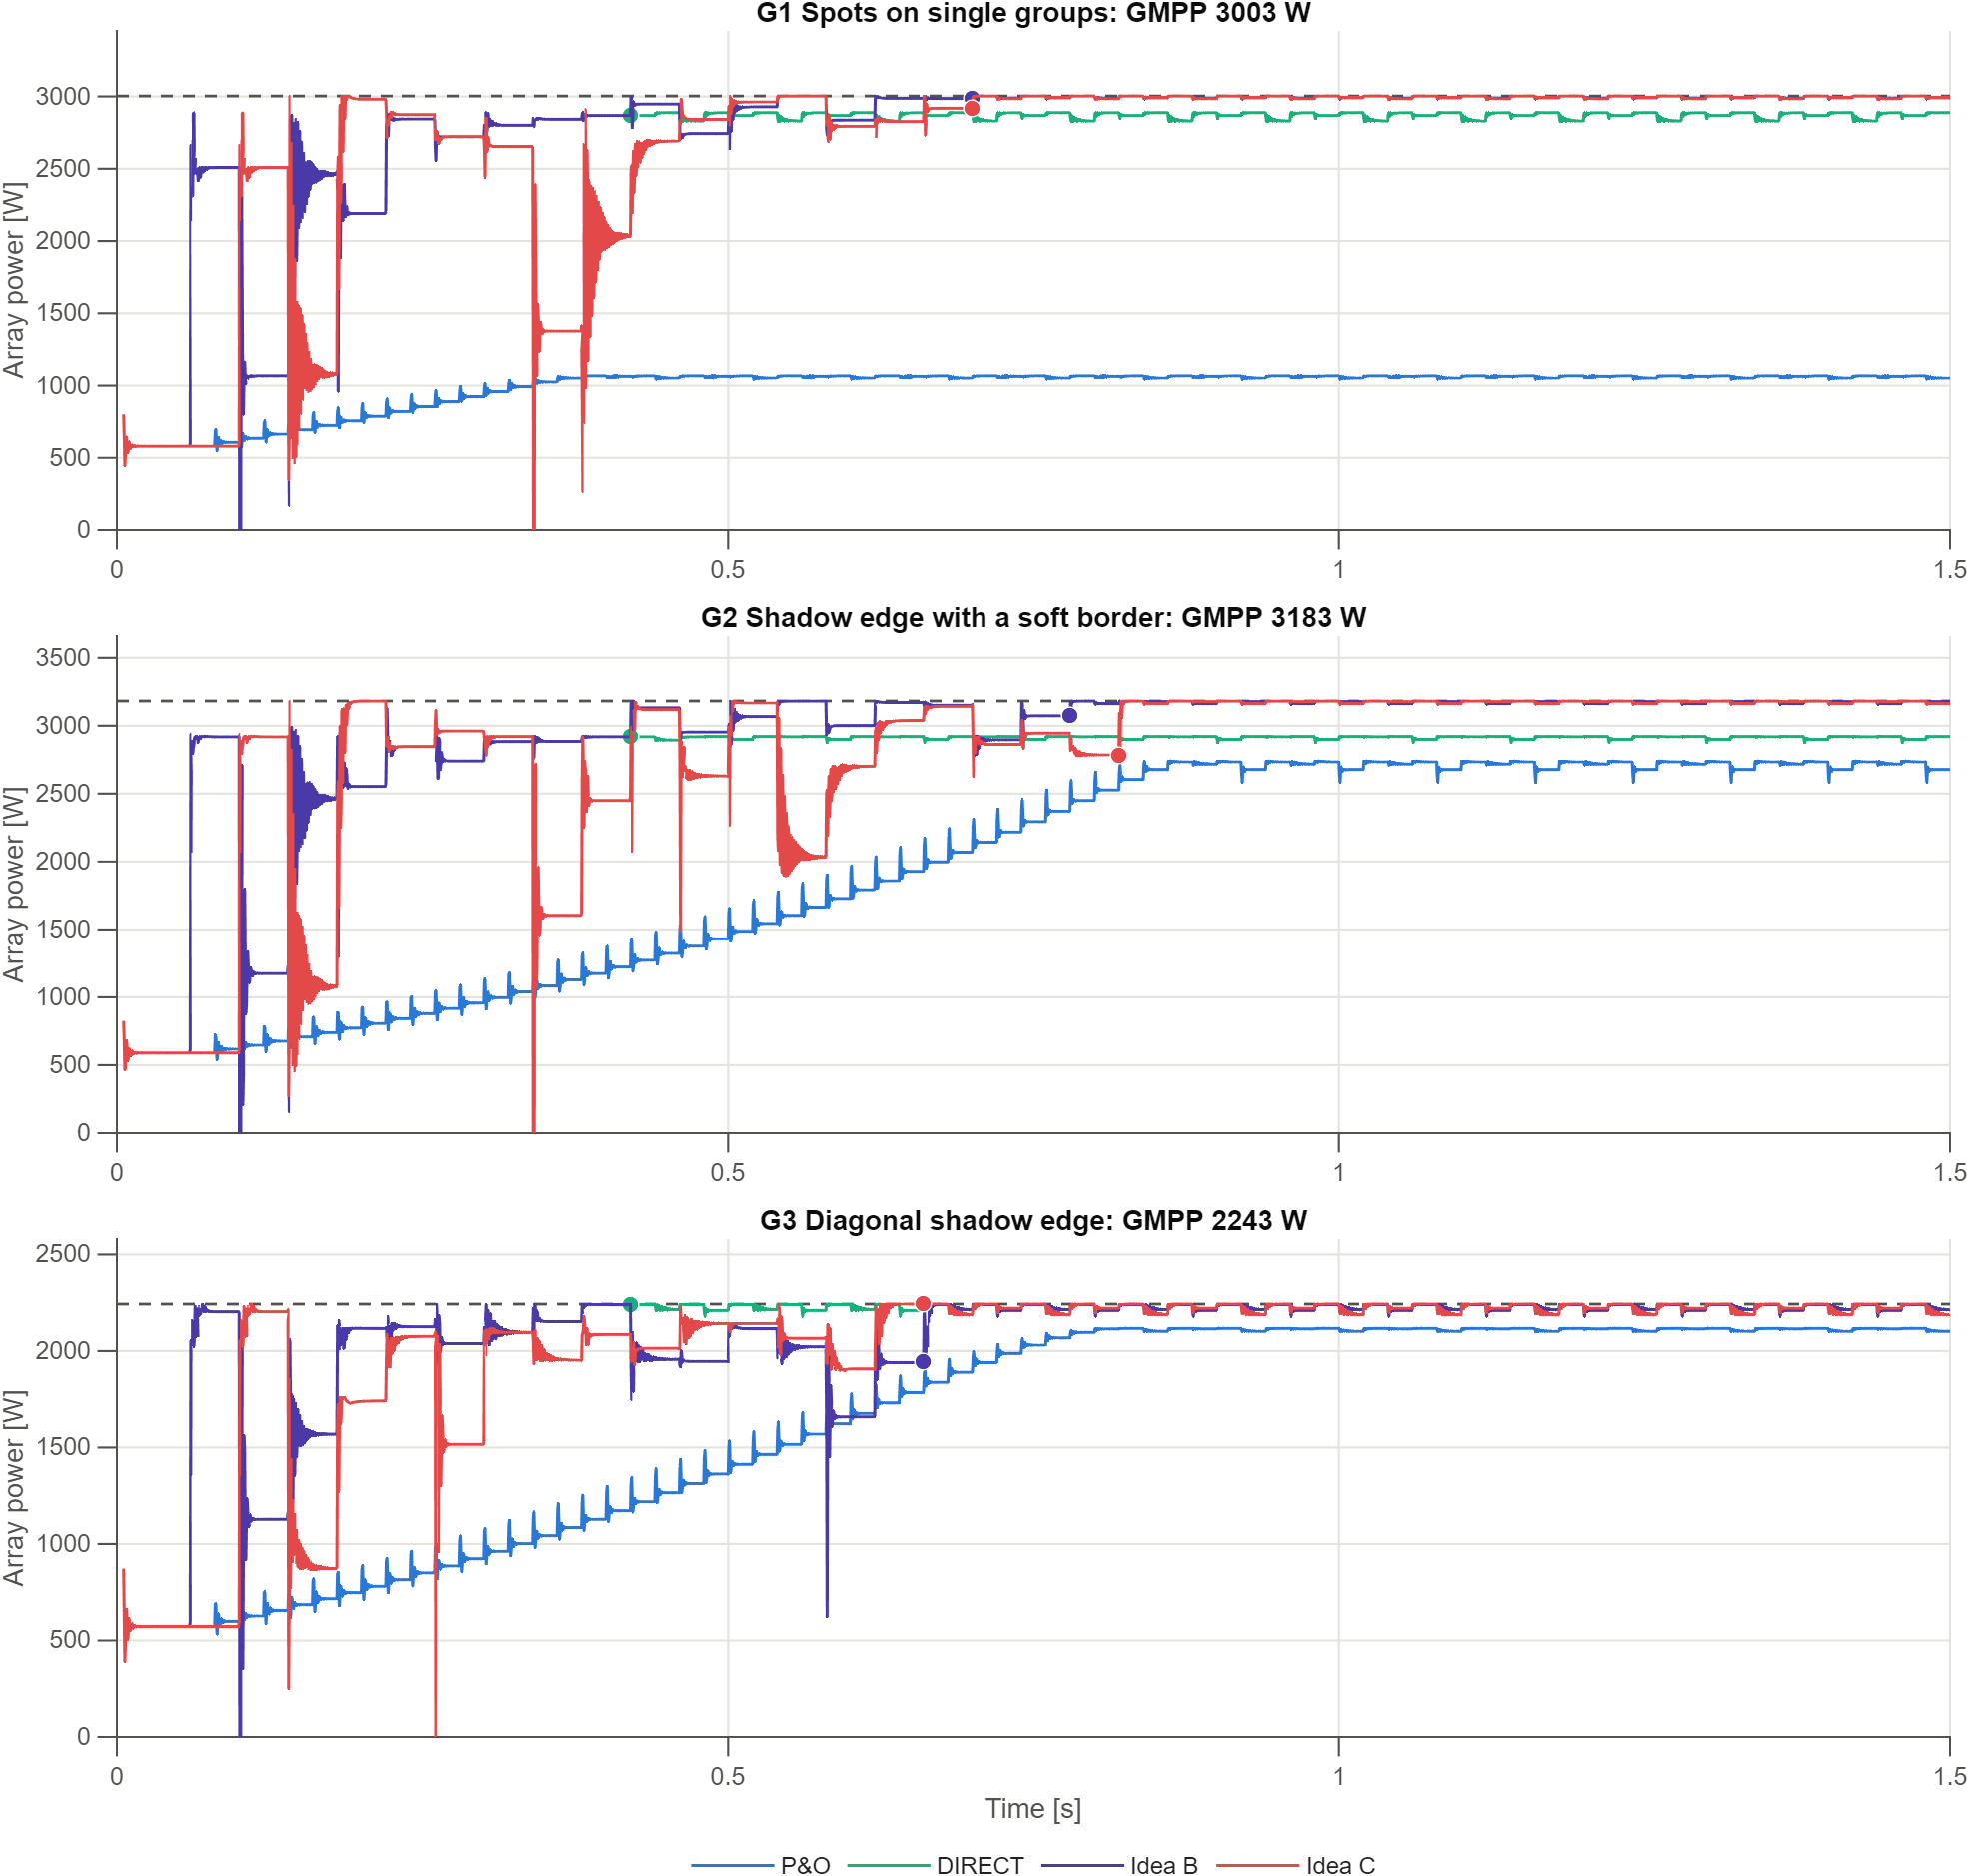 G1 Spots on single groups: GMPP 3003 W
Array power [W]
3000
2500
2000
1500
1000
500
0
0 0.5 1 1.5
G2 Shadow edge with a soft border: GMPP 3183 W
Array power [W]
3500
3000
2500
2000
1500
1000
500
0
0 0.5 1 1.5
G3 Diagonal shadow edge: GMPP 2243 W
Array power [W]
2500
2000
1500
1000
500
0
0 0.5 1 1.5
Time [s]
P&O DIRECT Idea B Idea C